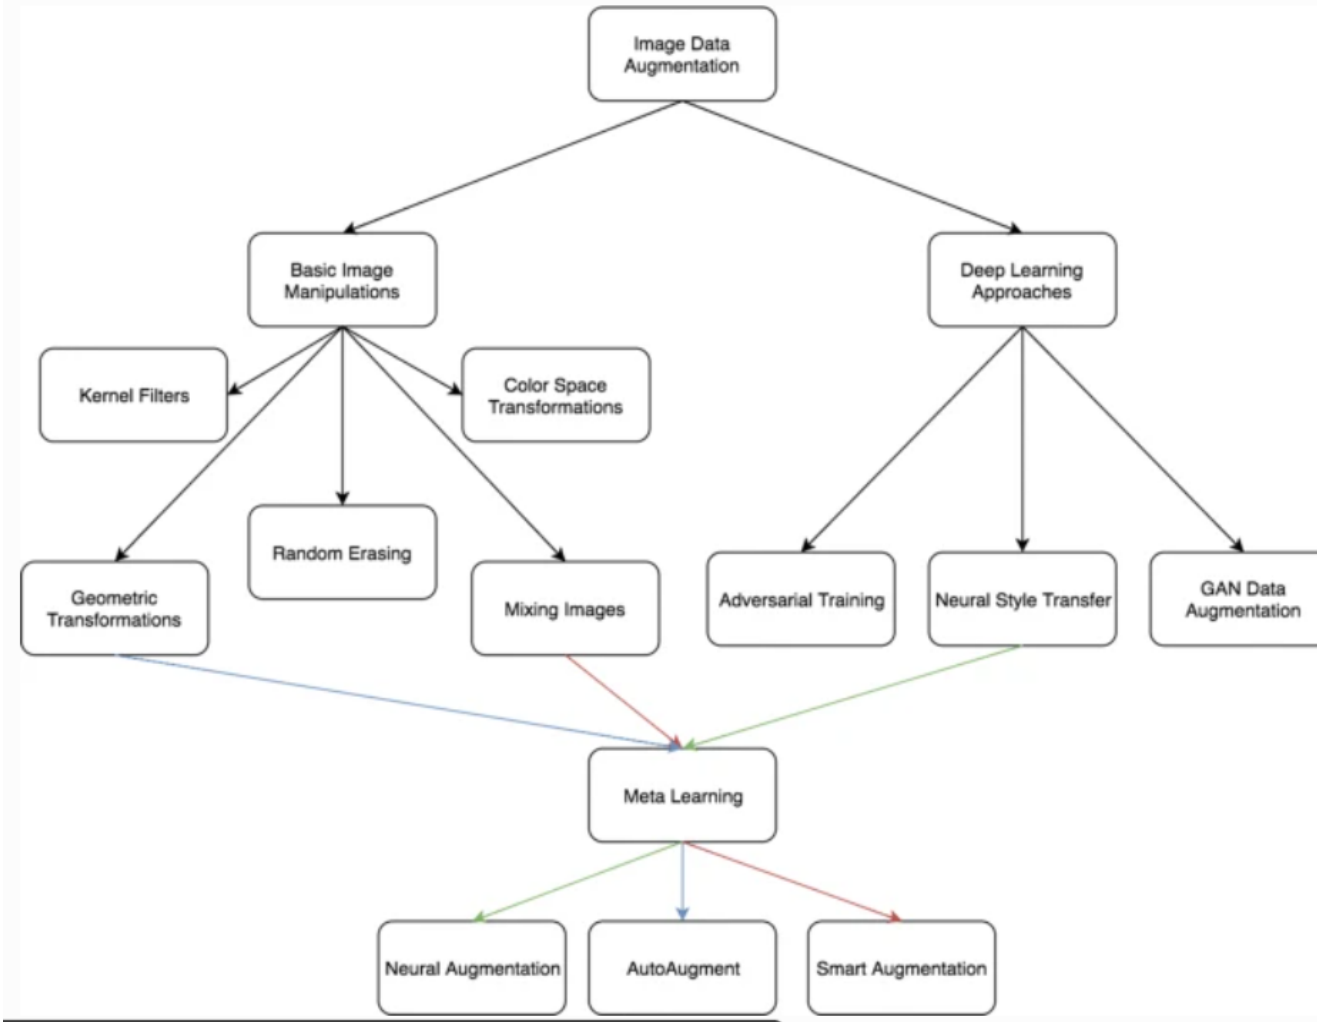 Image Data
Augmentation
Basic Image
Manipulations
Deep Learning
Approaches
Kernel Filters
Color Space
Transformations
Geometric
Transformations
Random Erasing
Mixing Images
Adversarial Training
Neural Style Transfer
GAN Data
Augmentation
Meta Learning
Neural Augmentation
AutoAugment
Smart Augmentation